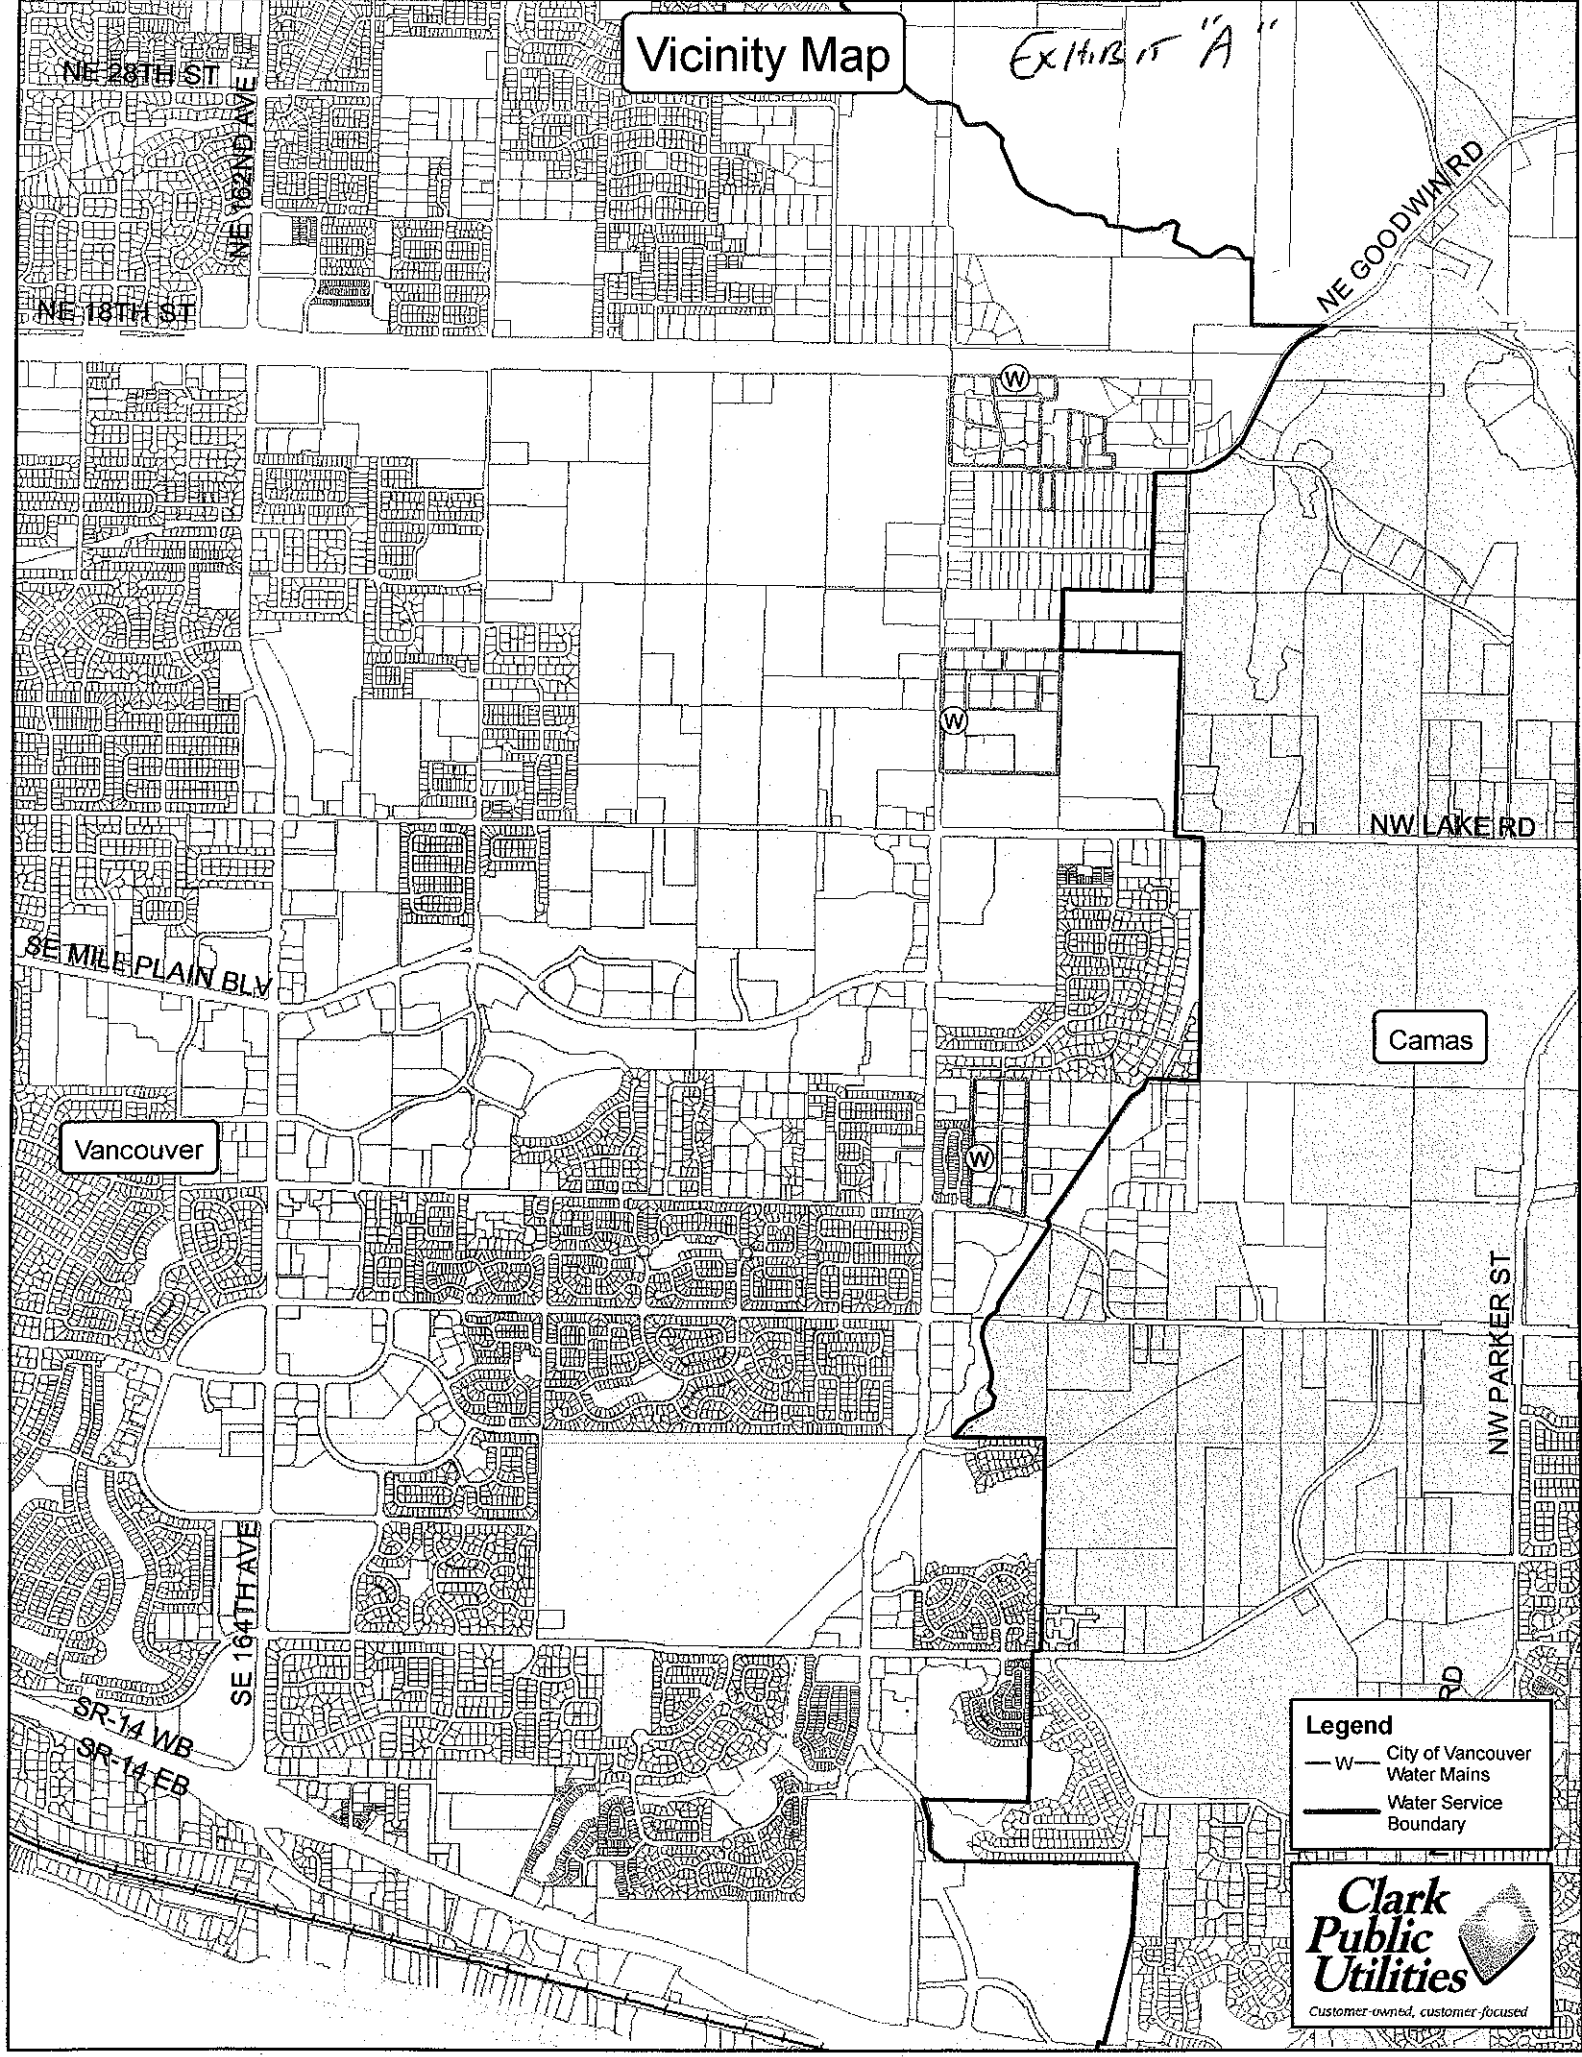 Vicinity Map
EXHIBIT "A"
NE 28TH ST
NE 162ND AVE
NE GOODWIN RD
NE 18TH ST
W
W
NW LAKE RD
SE MILL PLAIN BLV
Camas
Vancouver
W
NW PARKER ST
SE 164TH AVE
RD
SR-14 WB
SR-14 EB
Legend
W City of Vancouver
Water Mains
Water Service
Boundary
Clark
Public
Utilities
Customer-owned, customer-focused